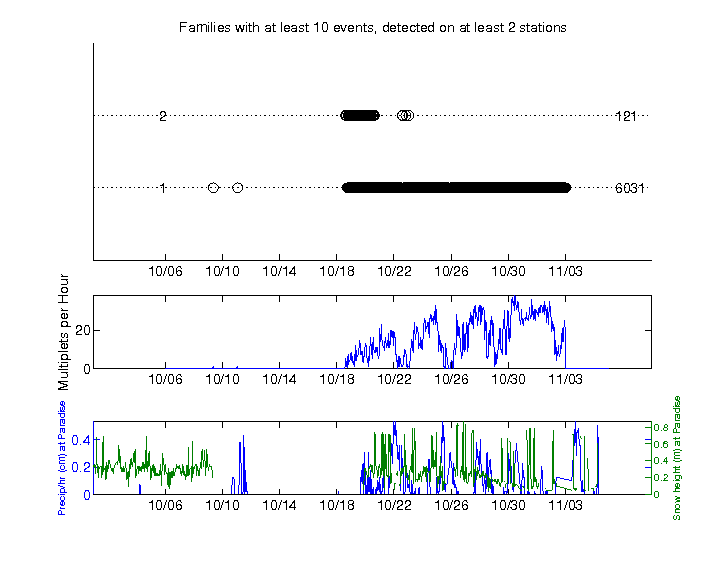 Families with at least 10 events, detected on at least 2 stations
2 121
1 6031
10/06 10/10 10/14 10/18 10/22 10/26 10/30 11/03
Multiplets per Hour
20
0
10/06 10/10 10/14 10/18 10/22 10/26 10/30 11/03
Precip/hr (cm) at Paradise
0.4
0.2
0
0.8
0.6
0.4
0.2
0
Snow height (m) at Paradise
10/06 10/10 10/14 10/18 10/22 10/26 10/30 11/03